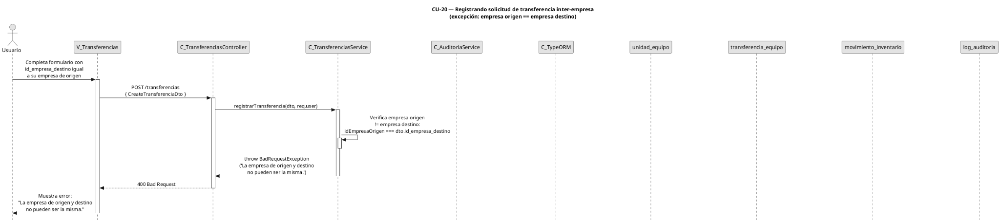 CU-20 — Registrando solicitud de transferencia inter-empresa
(excepción: empresa origen == empresa destino)
Usuario
V_Transferencias
C_TransferenciasController
C_TransferenciasService
C_AuditoriaService
C_TypeORM
unidad_equipo
transferencia_equipo
movimiento_inventario
log_auditoria
Completa formulario con
id_empresa_destino igual
a su empresa de origen
POST /transferencias
{ CreateTransferenciaDto }
registrarTransferencia(dto, req.user)
Verifica empresa origen
!= empresa destino:
idEmpresaOrigen === dto.id_empresa_destino
throw BadRequestException
('La empresa de origen y destino
no pueden ser la misma.')
400 Bad Request
Muestra error:
"La empresa de origen y destino
no pueden ser la misma."